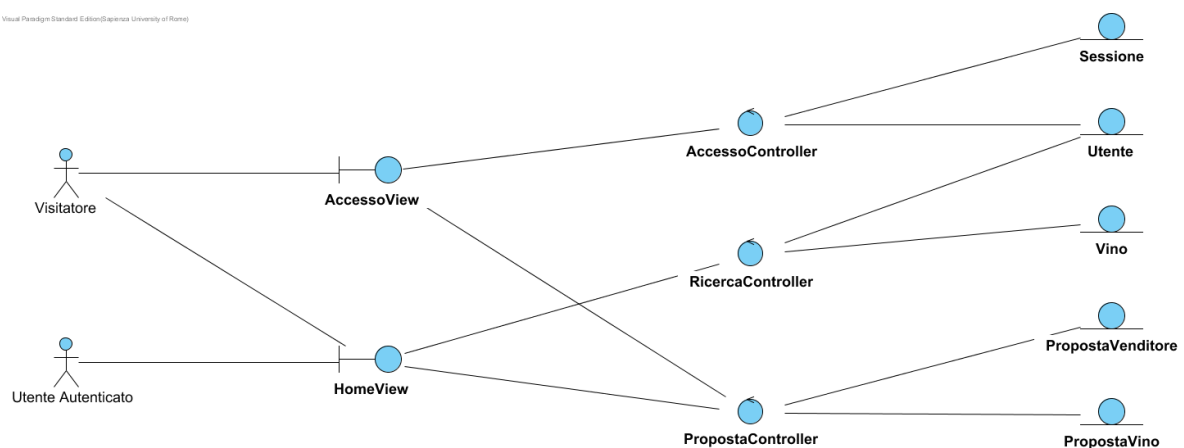 Visual Paradigm Standard Edition(Sapienza University of Rome)
Sessione
AccessoController
Utente
Visitatore
AccessoView
Vino
RicercaController
PropostaVenditore
Utente Autenticato
HomeView
PropostaController
PropostaVino